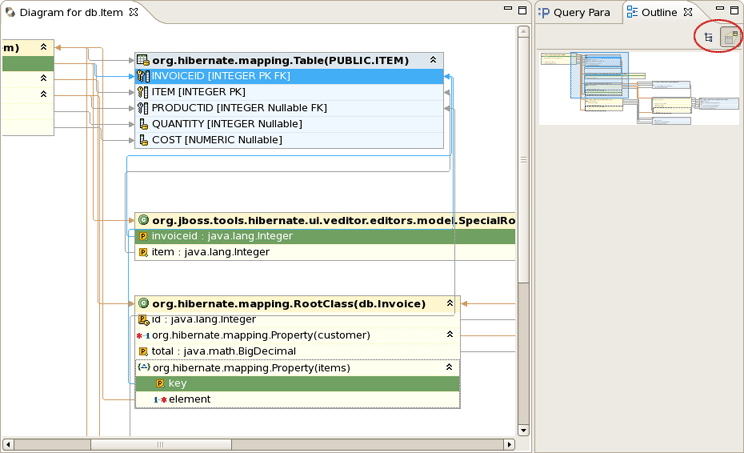 Diagram for db.Item
Query Para
Outline
m)
org.hibernate.mapping.Table(PUBLIC.ITEM)
INVOICEID [INTEGER PK FK]
ITEM [INTEGER PK]
PRODUCTID [INTEGER Nullable FK]
QUANTITY [INTEGER Nullable]
COST [NUMERIC Nullable]
org.jboss.tools.hibernate.ui.veditor.editors.model.SpecialRo
invoiceid : java.lang.Integer
item : java.lang.Integer
org.hibernate.mapping.RootClass(db.Invoice)
id : java.lang.Integer
org.hibernate.mapping.Property(customer)
total : java.math.BigDecimal
org.hibernate.mapping.Property(items)
key
element